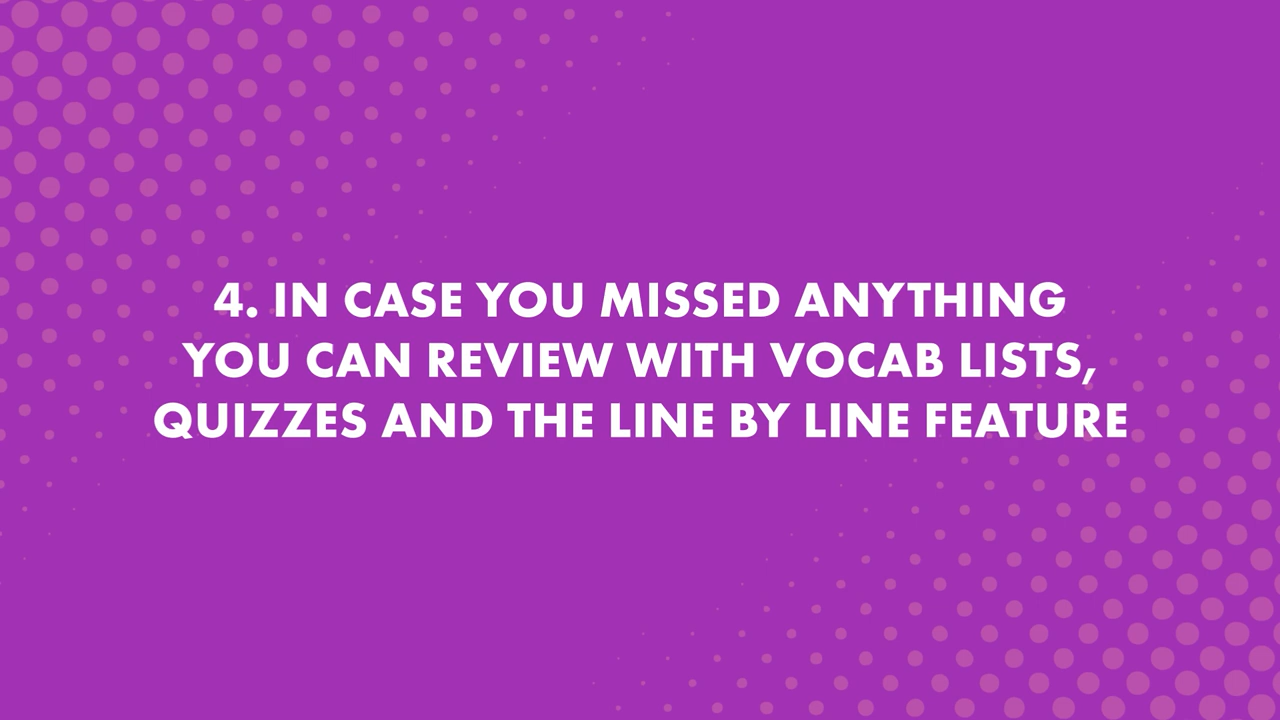 4. IN CASE YOU MISSED ANYTHING
YOU CAN REVIEW WITH VOCAB LISTS,
QUIZZES AND THE LINE BY LINE FEATURE